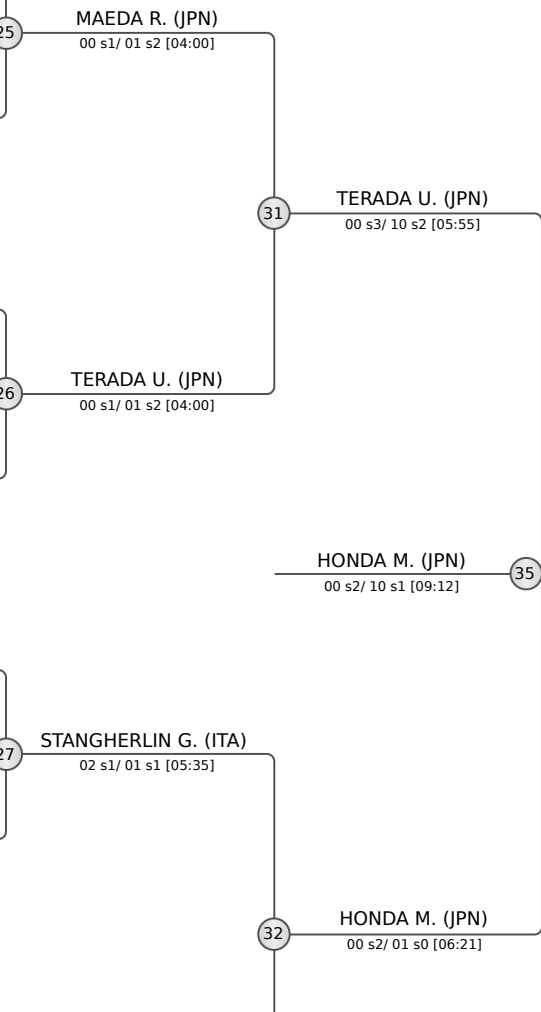 25
MAEDA R. (JPN)
00 s1/ 01 s2 [04:00]
31
TERADA U. (JPN)
00 s3/ 10 s2 [05:55]
26
TERADA U. (JPN)
00 s1/ 01 s2 [04:00]
HONDA M. (JPN)
00 s2/ 10 s1 [09:12]
35
27
STANGHERLIN G. (ITA)
02 s1/ 01 s1 [05:35]
32
HONDA M. (JPN)
00 s2/ 01 s0 [06:21]